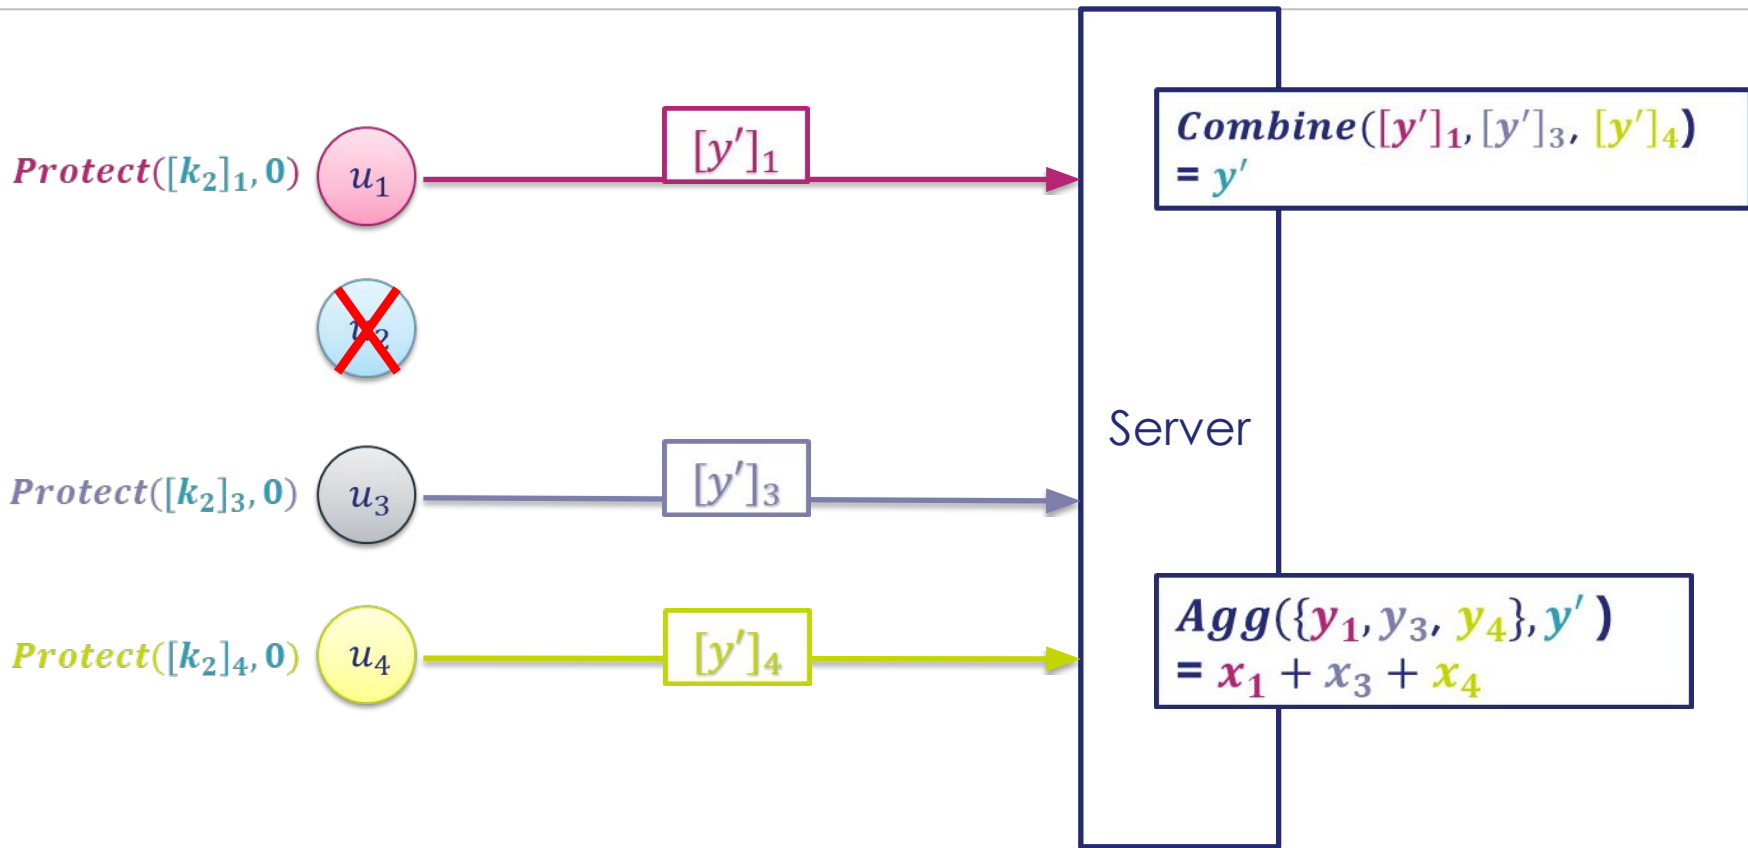 Protect([k₂]₁, 0)
u₁
[y′]₁
Combine([y′]₁, [y′]₃, [y′]₄)
= y′
Server
Protect([k₂]₃, 0)
u₃
[y′]₃
Protect([k₂]₄, 0)
u₄
[y′]₄
Agg({y₁, y₃, y₄}, y′ )
= x₁ + x₃ + x₄